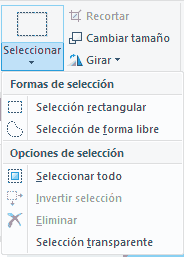 Seleccionar
Recortar
Cambiar tamaño
Girar
Formas de selección
Selección rectangular
Selección de forma libre
Opciones de selección
Seleccionar todo
Invertir selección
Eliminar
Selección transparente